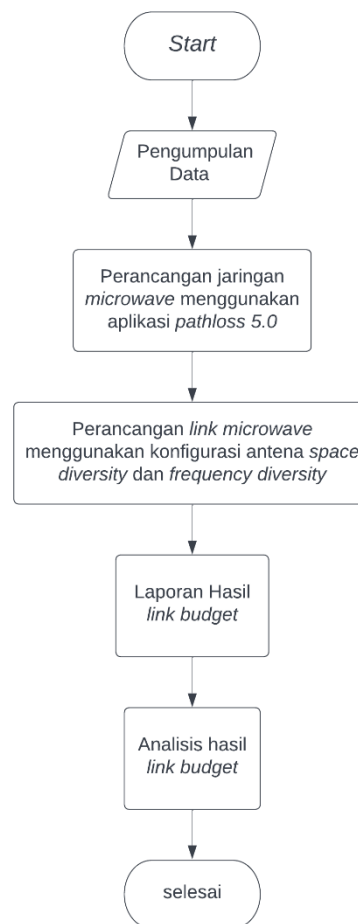 Start
Pengumpulan
Data
Perancangan jaringan
microwave menggunakan
aplikasi pathloss 5.0
Perancangan link microwave
menggunakan konfigurasi antena space
diversity dan frequency diversity
Laporan Hasil
link budget
Analisis hasil
link budget
selesai